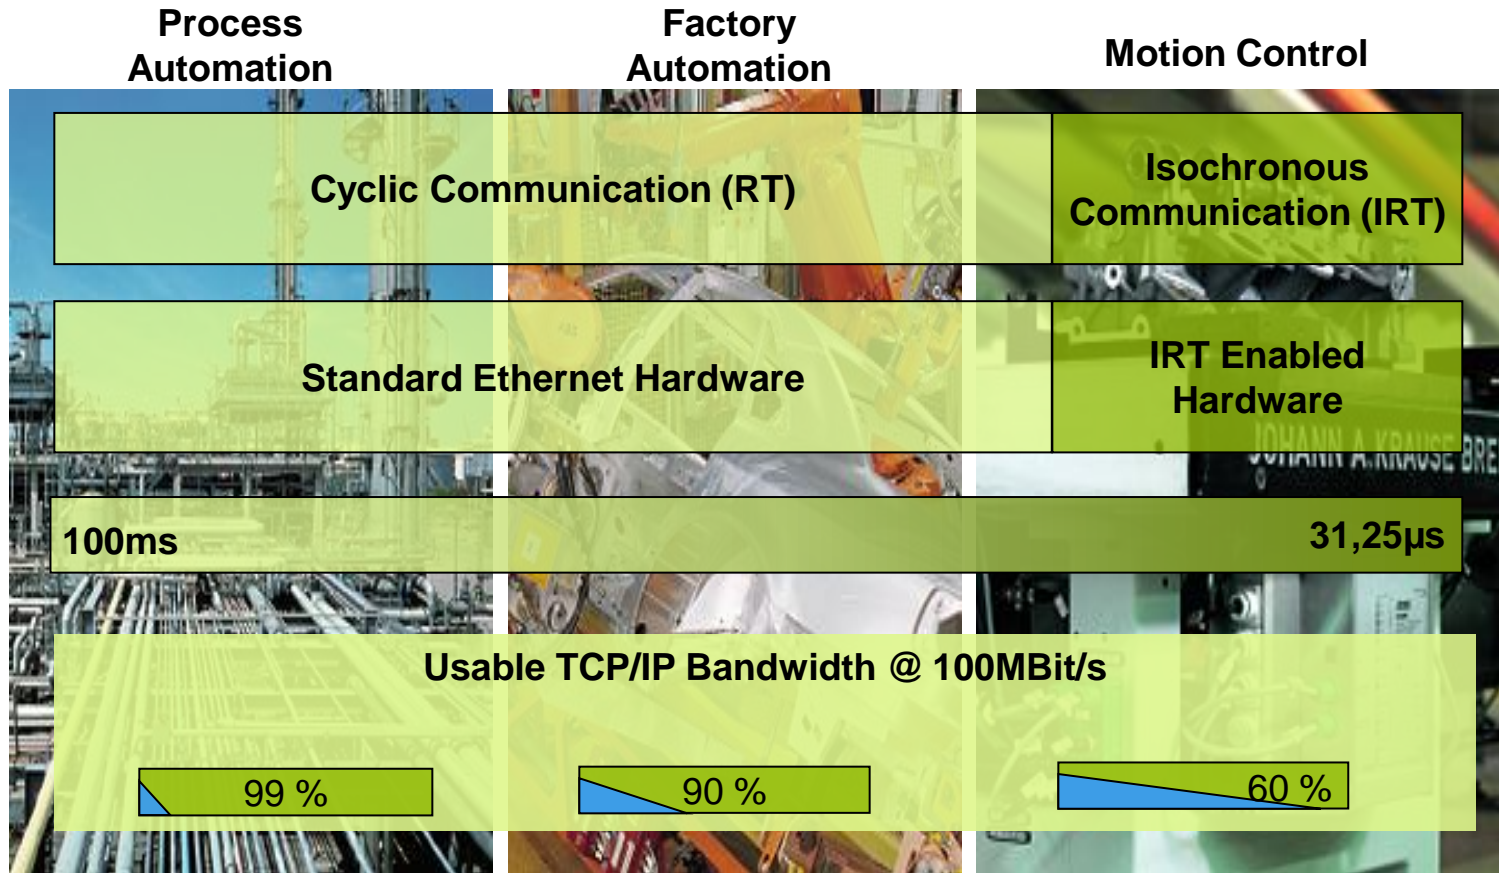 Process
Automation
Factory
Automation
Motion Control
Cyclic Communication (RT)
Isochronous
Communication (IRT)
Standard Ethernet Hardware
IRT Enabled
Hardware
JOHANN A. KRAUSE BRE
100ms
31,25µs
Usable TCP/IP Bandwidth @ 100MBit/s
99 %
90 %
60 %